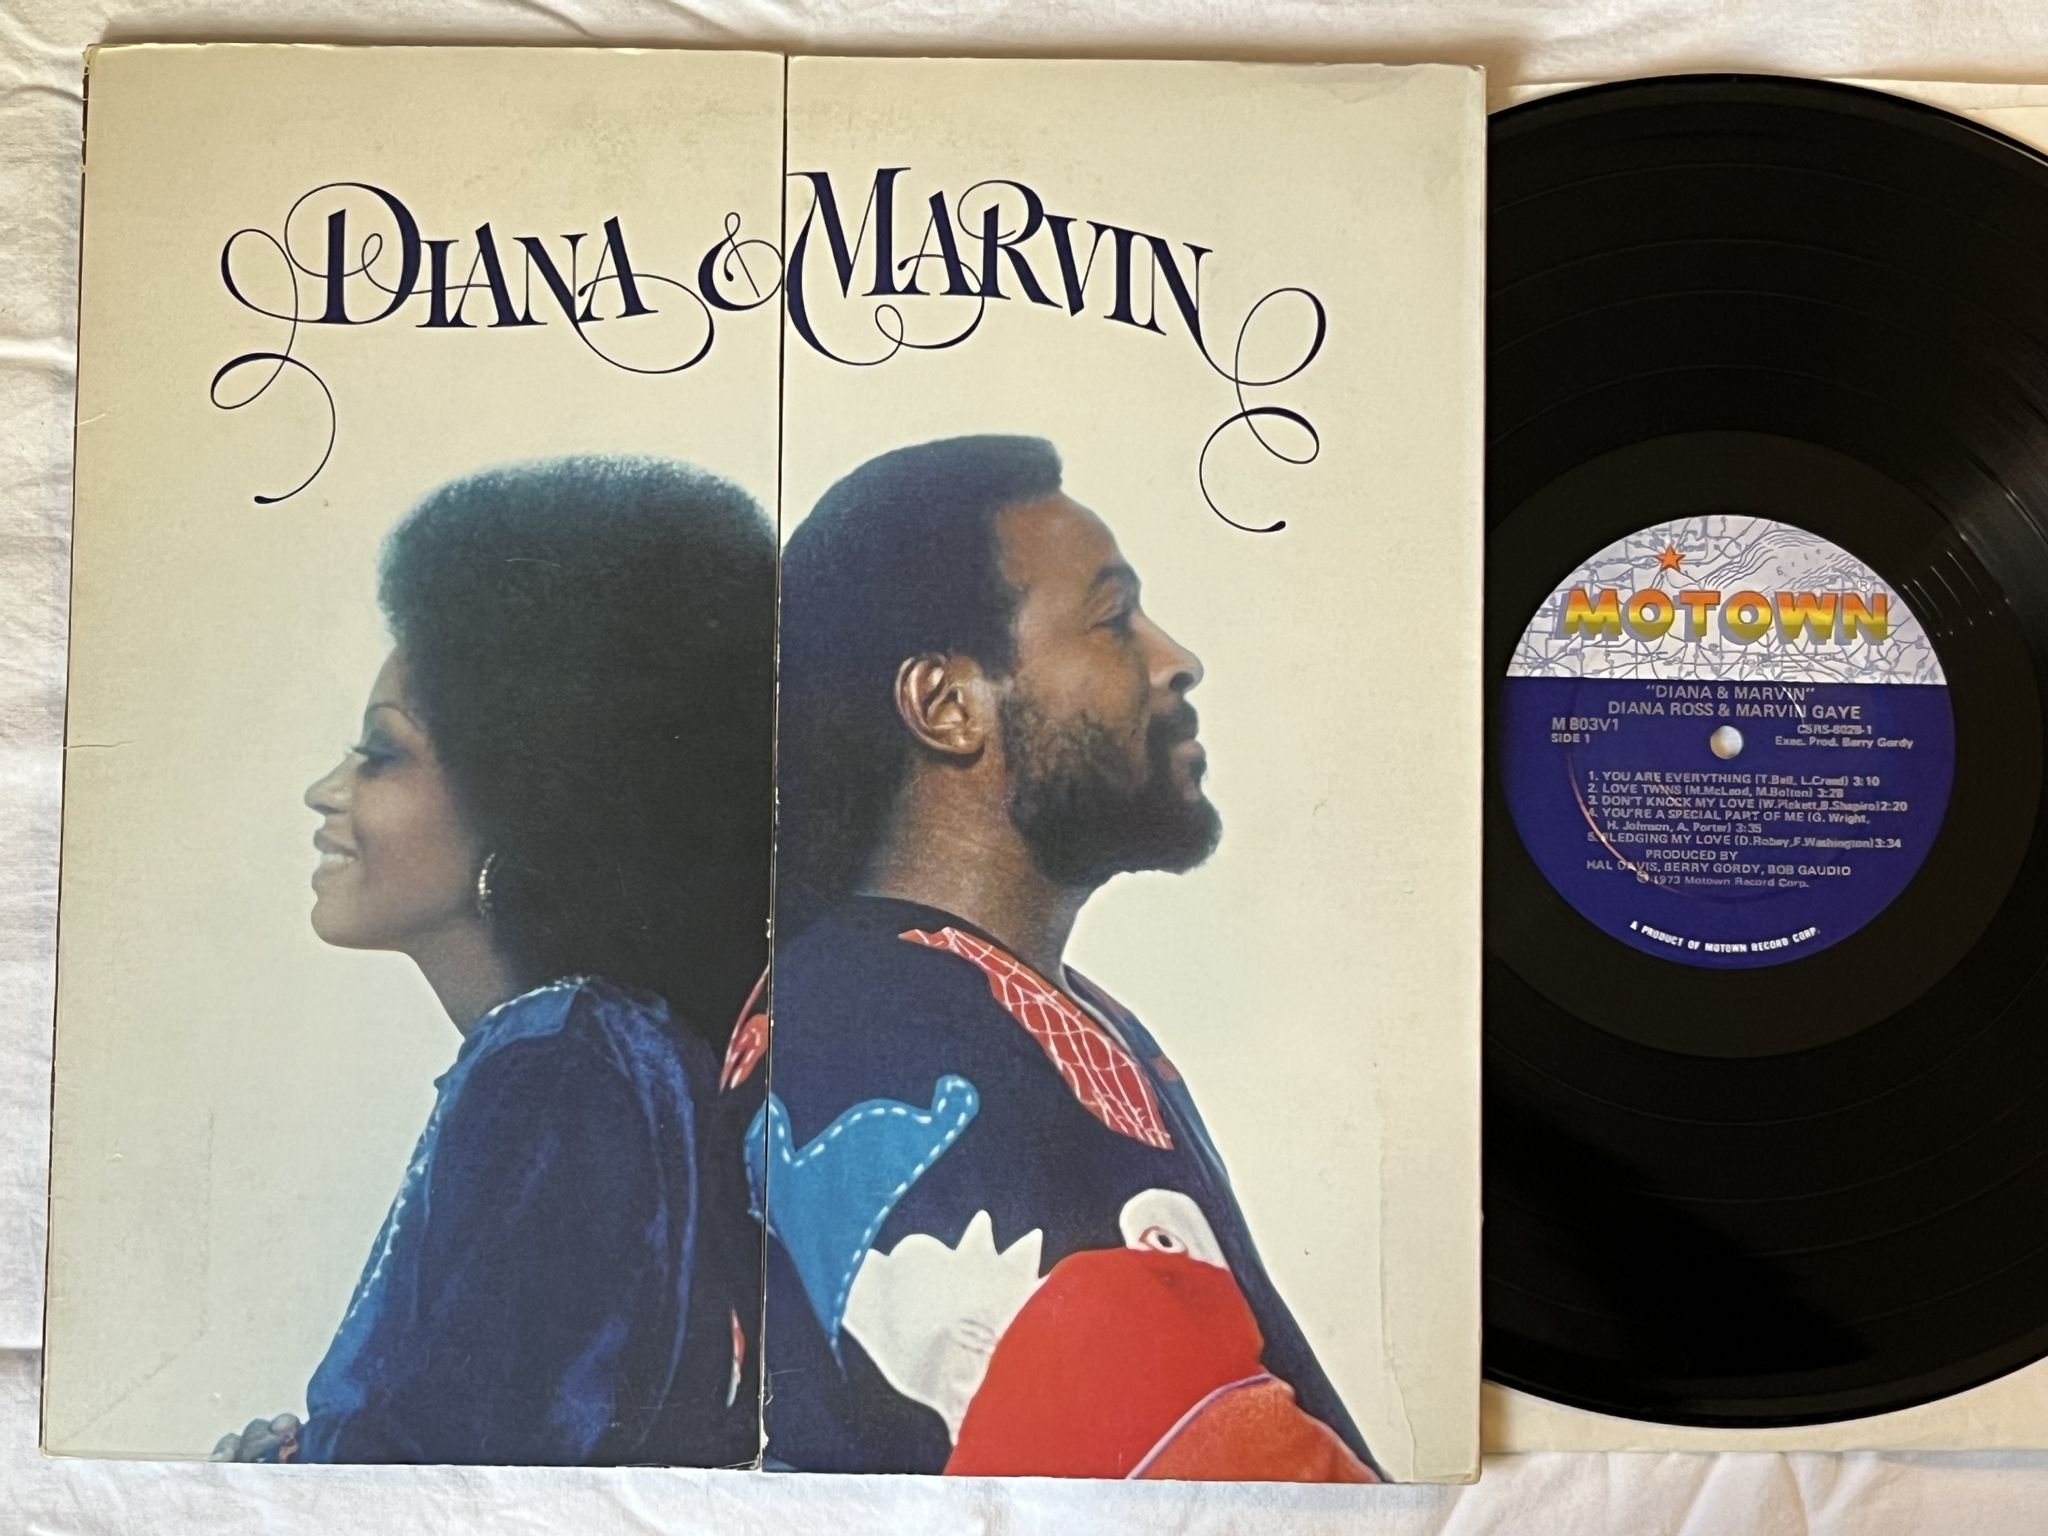 DIANA & MARVIN
MOTOWN
®
"DIANA & MARVIN"
DIANA ROSS & MARVIN GAYE
M 803V1
CSRS-8029-1
SIDE 1
Exec. Prod. Berry Gordy
1. YOU ARE EVERYTHING (T.Bell, L.Creed) 3:10
2. LOVE TWINS (M.McLeod, M.Bolton) 3:28
3. DON'T KNOCK MY LOVE (W.Pickett,B.Shapiro) 2:20
4. YOU'RE A SPECIAL PART OF ME (G. Wright,
H. Johnson, A. Porter) 3:35
5. PLEDGING MY LOVE (D.Robey,F.Washington) 3:34
PRODUCED BY
HAL DAVIS, BERRY GORDY, BOB GAUDIO
℗ 1973 Motown Record Corp.
A PRODUCT OF MOTOWN RECORD CORP.